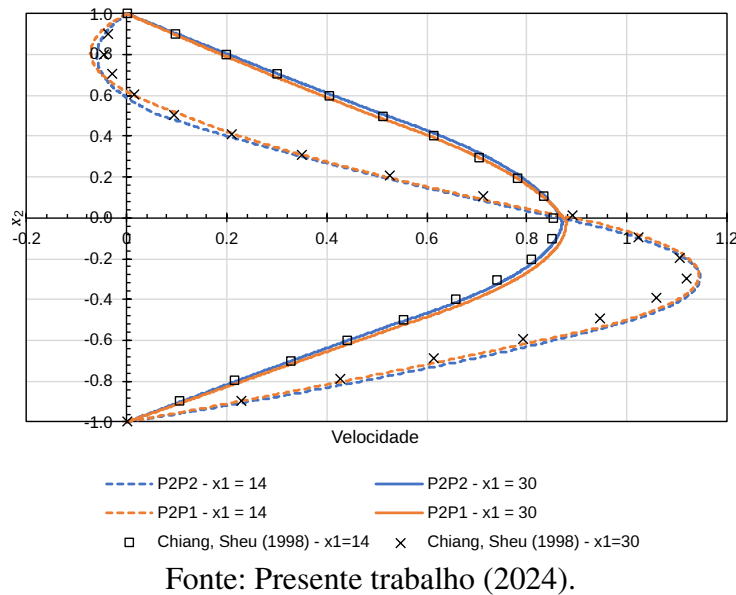 1.0
0.8
0.6
0.4
0.2
0.0
-0.2
-0.4
-0.6
-0.8
-1.0
x2
-0.2 0 0.2 0.4 0.6 0.8 1.0 1.2
Velocidade
P2P2 - x1 = 14 P2P2 - x1 = 30
P2P1 - x1 = 14 P2P1 - x1 = 30
Chiang, Sheu (1998) - x1=14 Chiang, Sheu (1998) - x1=30
Fonte: Presente trabalho (2024).